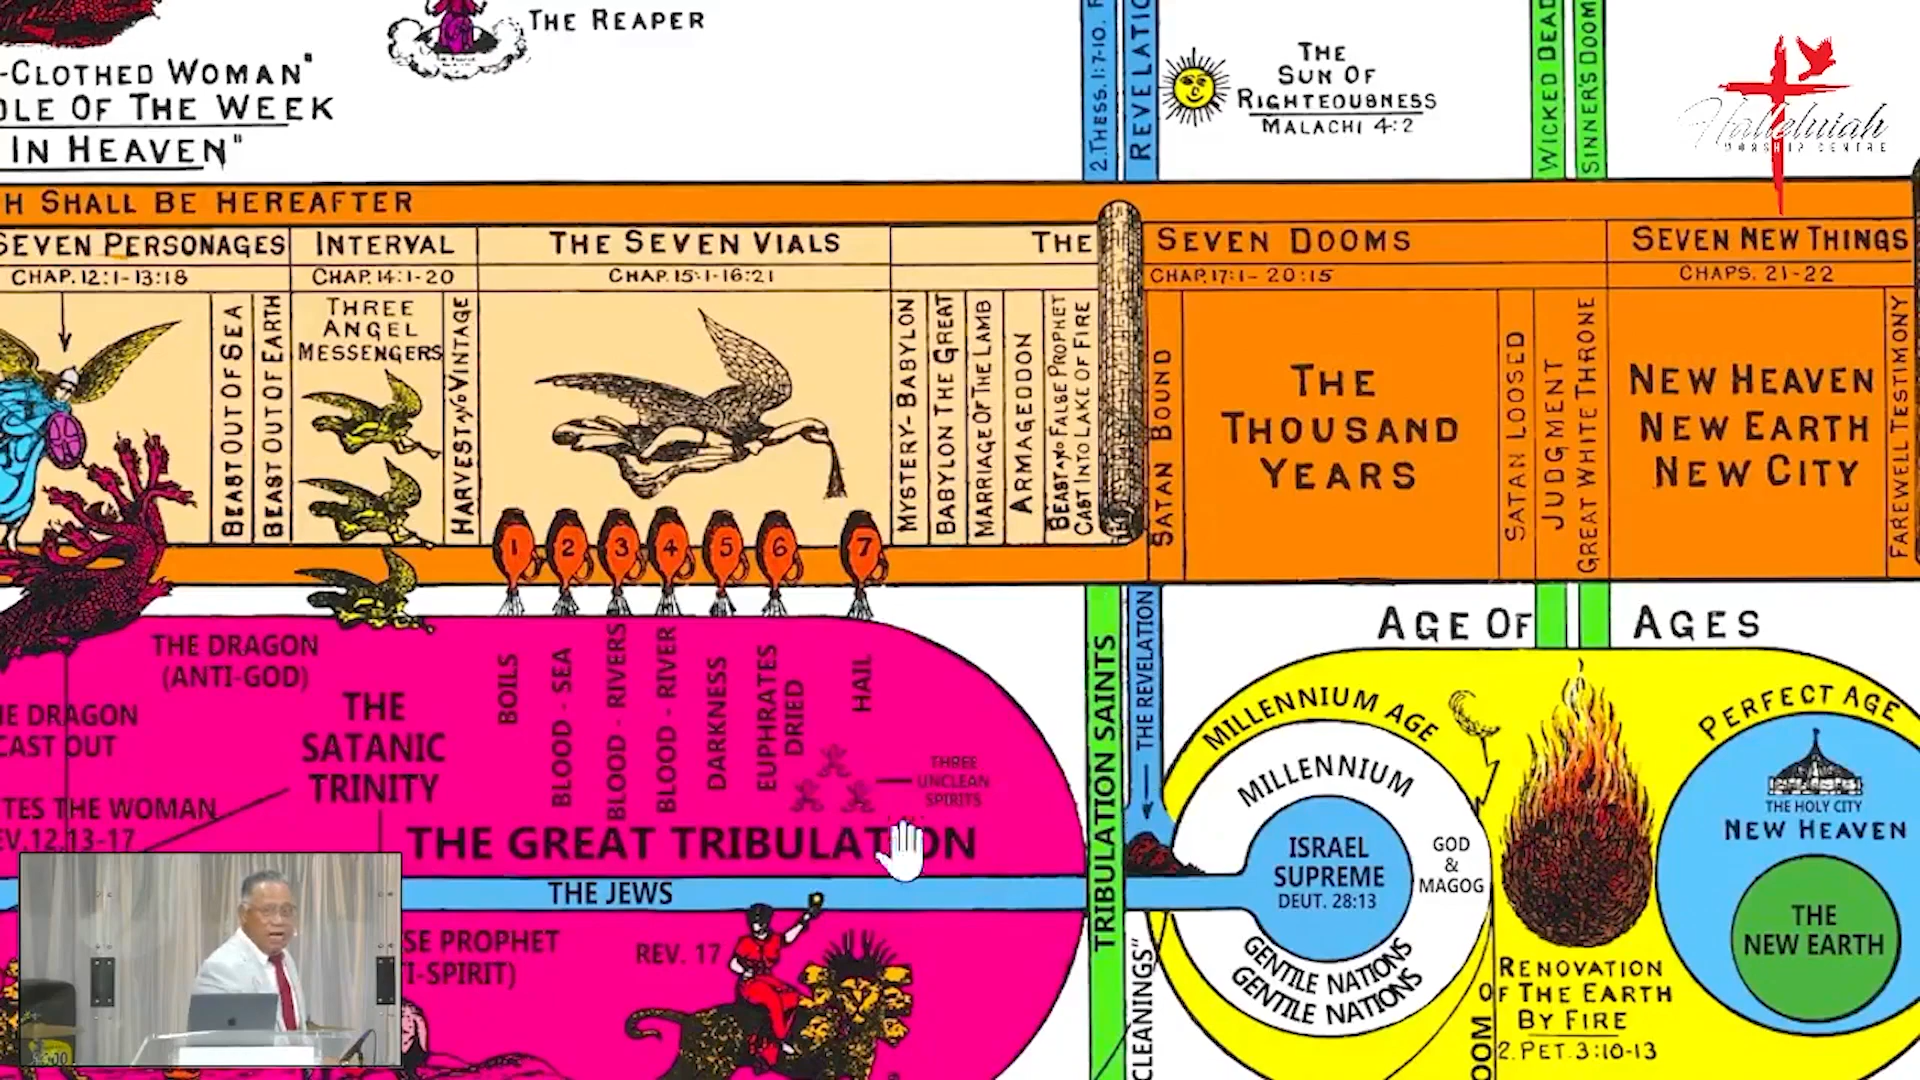 THE REAPER
-CLOTHED WOMAN"
OLE OF THE WEEK
IN HEAVEN"
2.THESS. 1:7-10.
REVELATIO
THE
SUN OF
RIGHTEOUSNESS
MALACHI 4:2
WICKED DEAD
SINNER'S DOOM
Halleluiah
WORSHIP CENTRE
H SHALL BE HEREAFTER
SEVEN PERSONAGES
CHAP. 12:1-13:18
INTERVAL
CHAP. 14:1-20
THE SEVEN VIALS
CHAP. 15:1-16:21
THE
SEVEN DOOMS
CHAP. 17:1-20:15
SEVEN NEW THINGS
CHAPS. 21-22
BEAST OUT OF SEA
BEAST OUT OF EARTH
THREE
ANGEL
MESSENGERS
HARVEST AND VINTAGE
MYSTERY-BABYLON
BABYLON THE GREAT
MARRIAGE OF THE LAMB
ARMAGEDDON
BEAST AND FALSE PROPHET
CAST INTO LAKE OF FIRE
SATAN BOUND
THE
THOUSAND
YEARS
SATAN LOOSED
JUDGMENT
GREAT WHITE THRONE
NEW HEAVEN
NEW EARTH
NEW CITY
FAREWELL TESTIMONY
1
2
3
4
5
6
7
THE DRAGON
(ANTI-GOD)
HE DRAGON
CAST OUT
THE
SATANIC
TRINITY
TES THE WOMAN
EV.12.13-17
BOILS
BLOOD - SEA
BLOOD - RIVERS
BLOOD - RIVER
DARKNESS
EUPHRATES
DRIED
HAIL
THREE
UNCLEAN
SPIRITS
THE GREAT TRIBULATION
THE JEWS
SE PROPHET
TI-SPIRIT)
REV. 17
TRIBULATION SAINTS
THE REVELATION
CLEANINGS"
AGE OF
AGES
MILLENNIUM AGE
MILLENNIUM
ISRAEL
SUPREME
DEUT. 28:13
GOD
&
MAGOG
GENTILE NATIONS
GENTILE NATIONS
RENOVATION
OF THE EARTH
BY FIRE
2. PET. 3:10-13
OOM OF
PERFECT AGE
THE HOLY CITY
NEW HEAVEN
THE
NEW EARTH